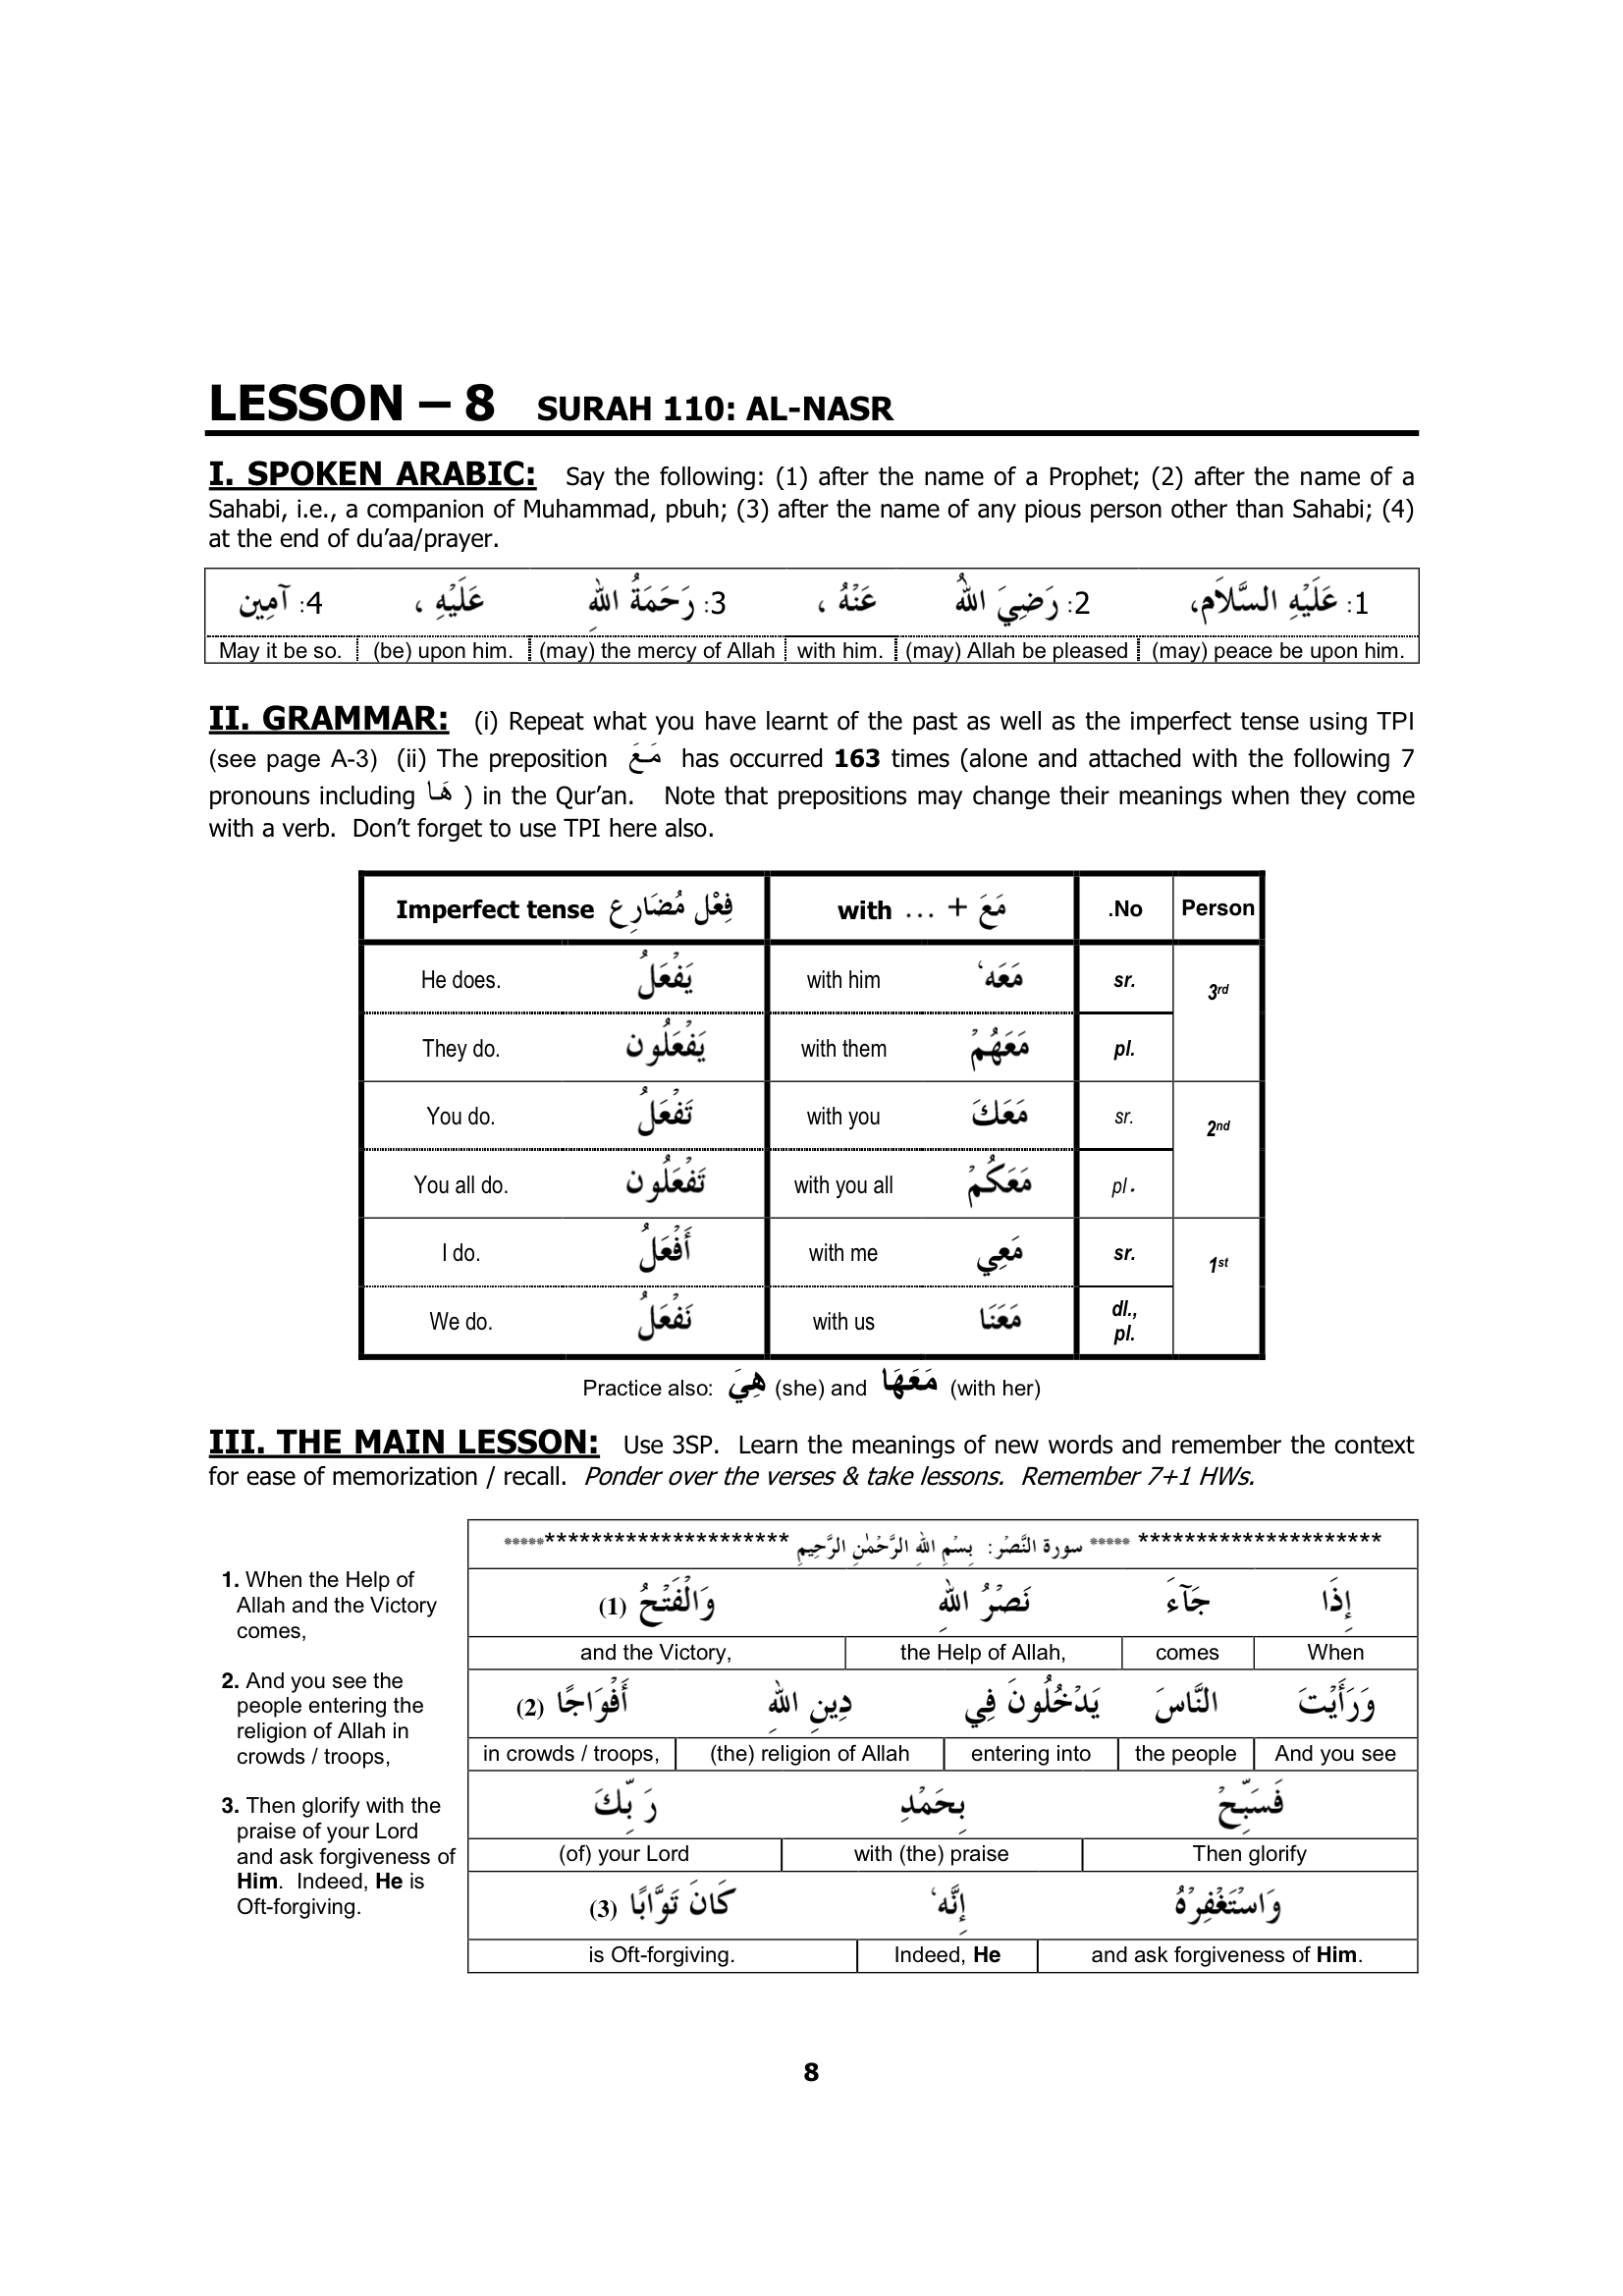 LESSON – 8 SURAH 110: AL-NASR
I. SPOKEN ARABIC: Say the following: (1) after the name of a Prophet; (2) after the name of a
Sahabi, i.e., a companion of Muhammad, pbuh; (3) after the name of any pious person other than Sahabi; (4)
at the end of du’aa/prayer.
1: عَلَيْهِ السَّلاَم، 2: رَضِيَ اللهُ عَنْهُ ، 3: رَحَمَةُ اللهِ عَلَيْهِ ، 4: آمِين
May it be so. (be) upon him. (may) the mercy of Allah with him. (may) Allah be pleased (may) peace be upon him.
II. GRAMMAR: (i) Repeat what you have learnt of the past as well as the imperfect tense using TPI
(see page A-3) (ii) The preposition مَعَ has occurred 163 times (alone and attached with the following 7
pronouns including هَا ) in the Qur’an. Note that prepositions may change their meanings when they come
with a verb. Don’t forget to use TPI here also.
Imperfect tense فِعْل مُضَارِع with … + مَعَ .No Person
He does. يَفْعَلُ with him مَعَه‘ sr. 3rd
They do. يَفْعَلُون with them مَعَهُمْ pl.
You do. تَفْعَلُ with you مَعَكَ sr. 2nd
You all do. تَفْعَلُون with you all مَعَكُمْ pl.
I do. أَفْعَلُ with me مَعِي sr. 1st
We do. نَفْعَلُ with us مَعَنَا dl., pl.
Practice also: هِيَ (she) and مَعَهَا (with her)
III. THE MAIN LESSON: Use 3SP. Learn the meanings of new words and remember the context
for ease of memorization / recall. Ponder over the verses & take lessons. Remember 7+1 HWs.
1. When the Help of
Allah and the Victory
comes,
2. And you see the
people entering the
religion of Allah in
crowds / troops,
3. Then glorify with the
praise of your Lord
and ask forgiveness of
Him. Indeed, He is
Oft-forgiving.
********************* ***** سورة النَّصْر: بِسْمِ اللهِ الرَّحْمٰنِ الرَّحِيمِ **************************
إِذَا جَآءَ نَصْرُ اللهِ وَالْفَتْحُ (1)
and the Victory, the Help of Allah, comes When
وَرَأَيْتَ النَّاسَ يَدْخُلُونَ فِي دِينِ اللهِ أَفْوَاجًا (2)
in crowds / troops, (the) religion of Allah entering into the people And you see
فَسَبِّحْ بِحَمْدِ رَبِّكَ
(of) your Lord with (the) praise Then glorify
وَاسْتَغْفِرْهُ إِنَّه‘ كَانَ تَوَّابًا (3)
is Oft-forgiving. Indeed, He and ask forgiveness of Him.
8